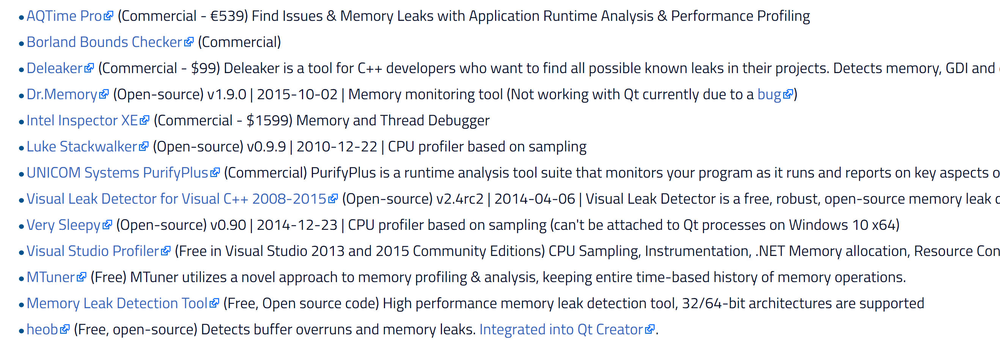 • AQTime Pro (Commercial - €539) Find Issues & Memory Leaks with Application Runtime Analysis & Performance Profiling
• Borland Bounds Checker (Commercial)
• Deleaker (Commercial - $99) Deleaker is a tool for C++ developers who want to find all possible known leaks in their projects. Detects memory, GDI and
• Dr.Memory (Open-source) v1.9.0 | 2015-10-02 | Memory monitoring tool (Not working with Qt currently due to a bug)
• Intel Inspector XE (Commercial - $1599) Memory and Thread Debugger
• Luke Stackwalker (Open-source) v0.9.9 | 2010-12-22 | CPU profiler based on sampling
• UNICOM Systems PurifyPlus (Commercial) PurifyPlus is a runtime analysis tool suite that monitors your program as it runs and reports on key aspects
• Visual Leak Detector for Visual C++ 2008-2015 (Open-source) v2.4rc2 | 2014-04-06 | Visual Leak Detector is a free, robust, open-source memory leak
• Very Sleepy (Open-source) v0.90 | 2014-12-23 | CPU profiler based on sampling (can't be attached to Qt processes on Windows 10 x64)
• Visual Studio Profiler (Free in Visual Studio 2013 and 2015 Community Editions) CPU Sampling, Instrumentation, .NET Memory allocation, Resource Con
• MTuner (Free) MTuner utilizes a novel approach to memory profiling & analysis, keeping entire time-based history of memory operations.
• Memory Leak Detection Tool (Free, Open source code) High performance memory leak detection tool, 32/64-bit architectures are supported
• heob (Free, open-source) Detects buffer overruns and memory leaks. Integrated into Qt Creator.